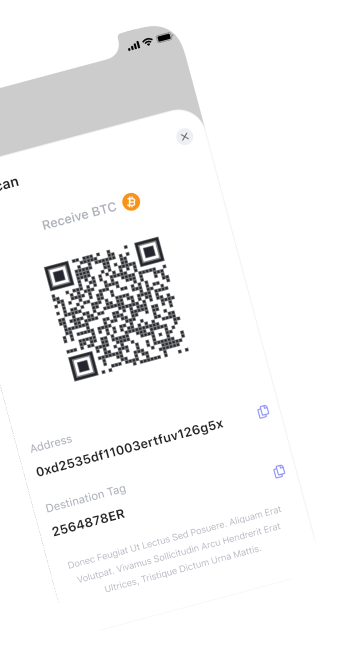 can
Receive BTC
Address
0xd2535df11003ertfuv126g5x
Destination Tag
2564878ER
Donec Feugiat Ut Lectus Sed Posuere. Aliquam Erat
Volutpat. Vivamus Sollicitudin Arcu Hendrerit Erat
Ultrices, Tristique Dictum Urna Mattis.